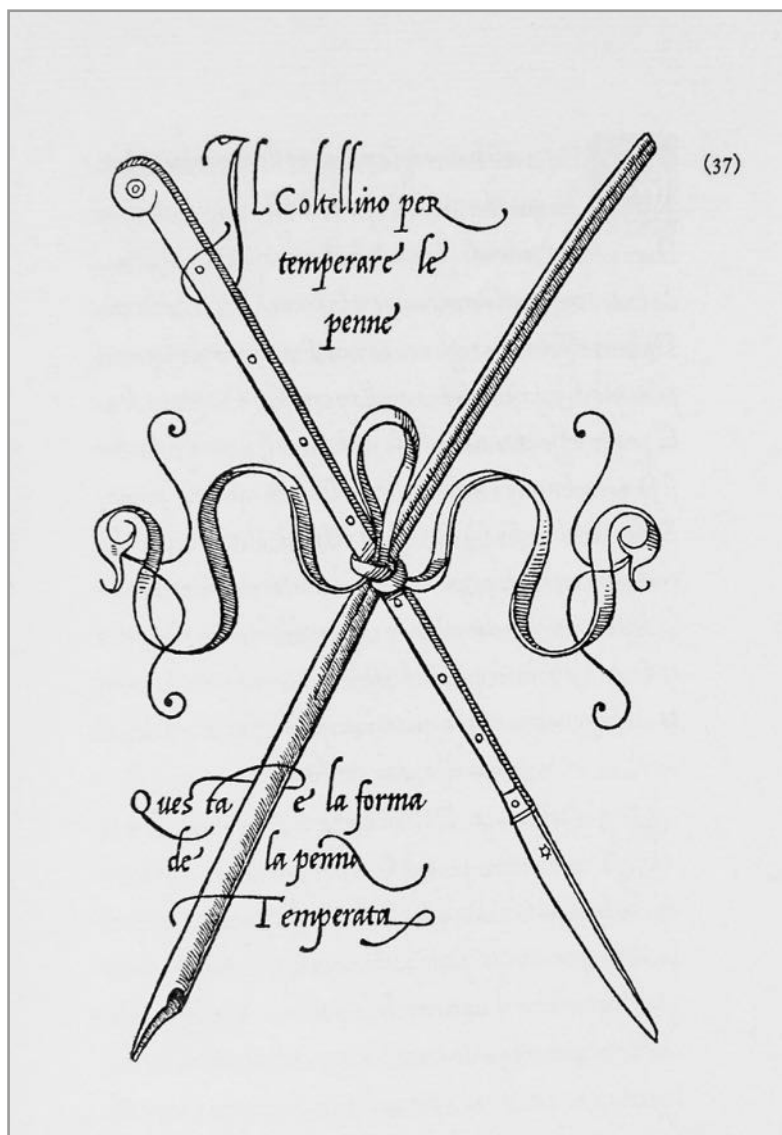 (37)
IL Coltellino per
temperare le
penne
Questa e la forma
de la penna
Temperata